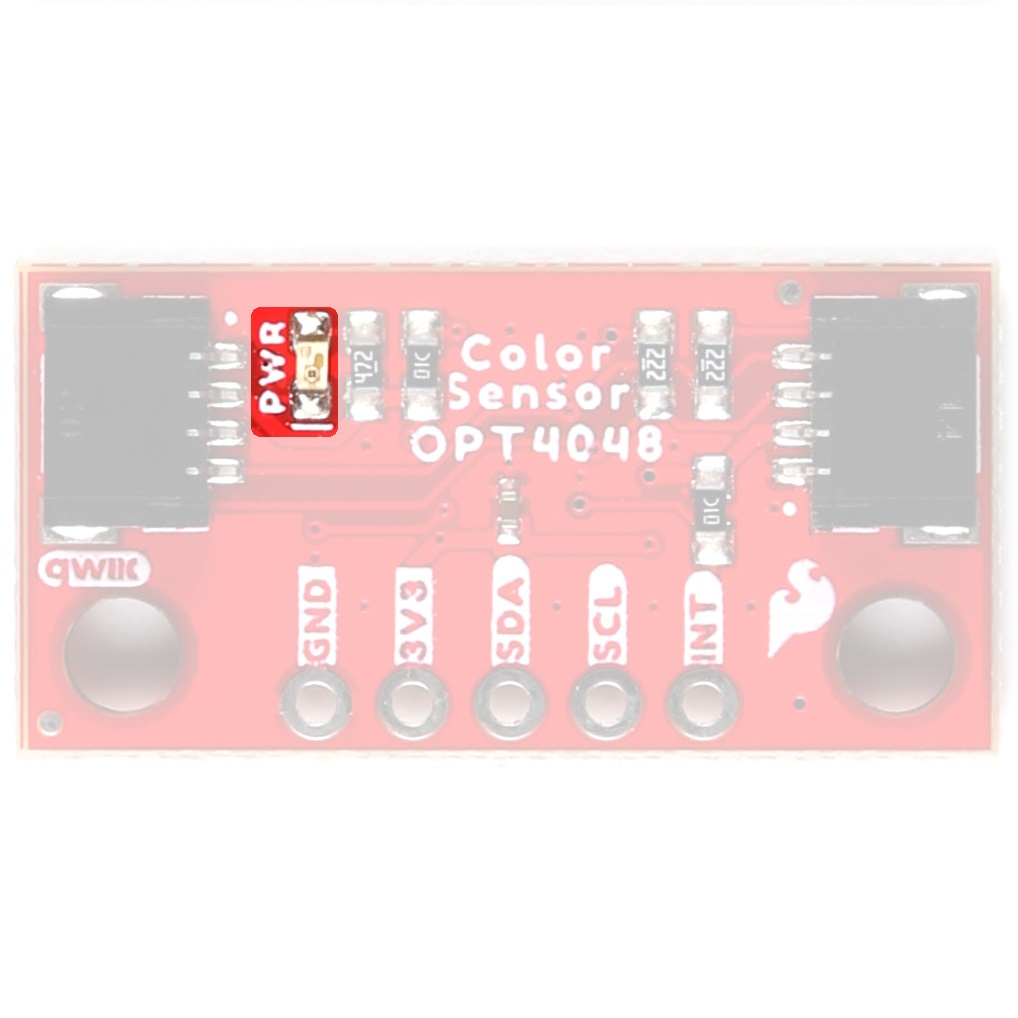 PWR
472
01C
Color
Sensor
OPT4048
222
222
01C
qwiic
GND
3V3
SDA
SCL
INT